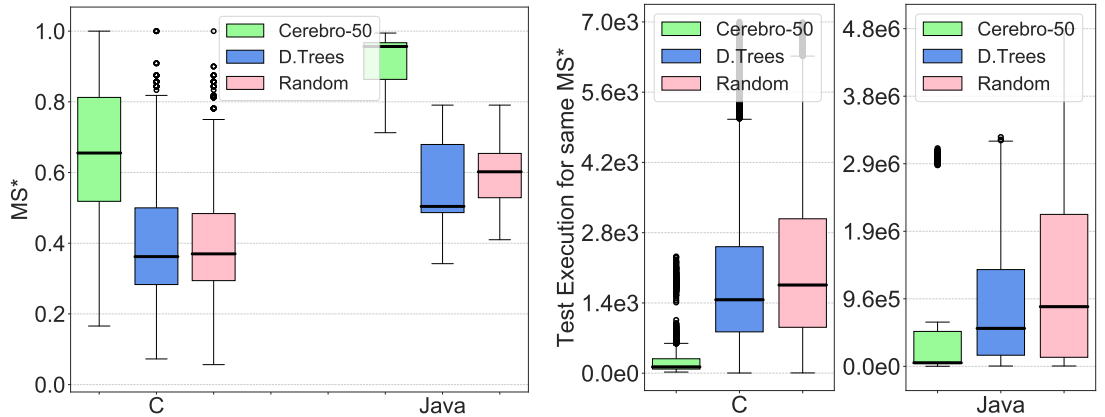 MS*
1.0
0.8
0.6
0.4
0.2
0.0
Cerebro-50
D.Trees
Random
C
Java
Test Execution for same MS*
7.0e3
5.6e3
4.2e3
2.8e3
1.4e3
0.0e0
Cerebro-50
D.Trees
Random
C
4.8e6
3.8e6
2.9e6
1.9e6
9.6e5
0.0e0
Cerebro-50
D.Trees
Random
Java